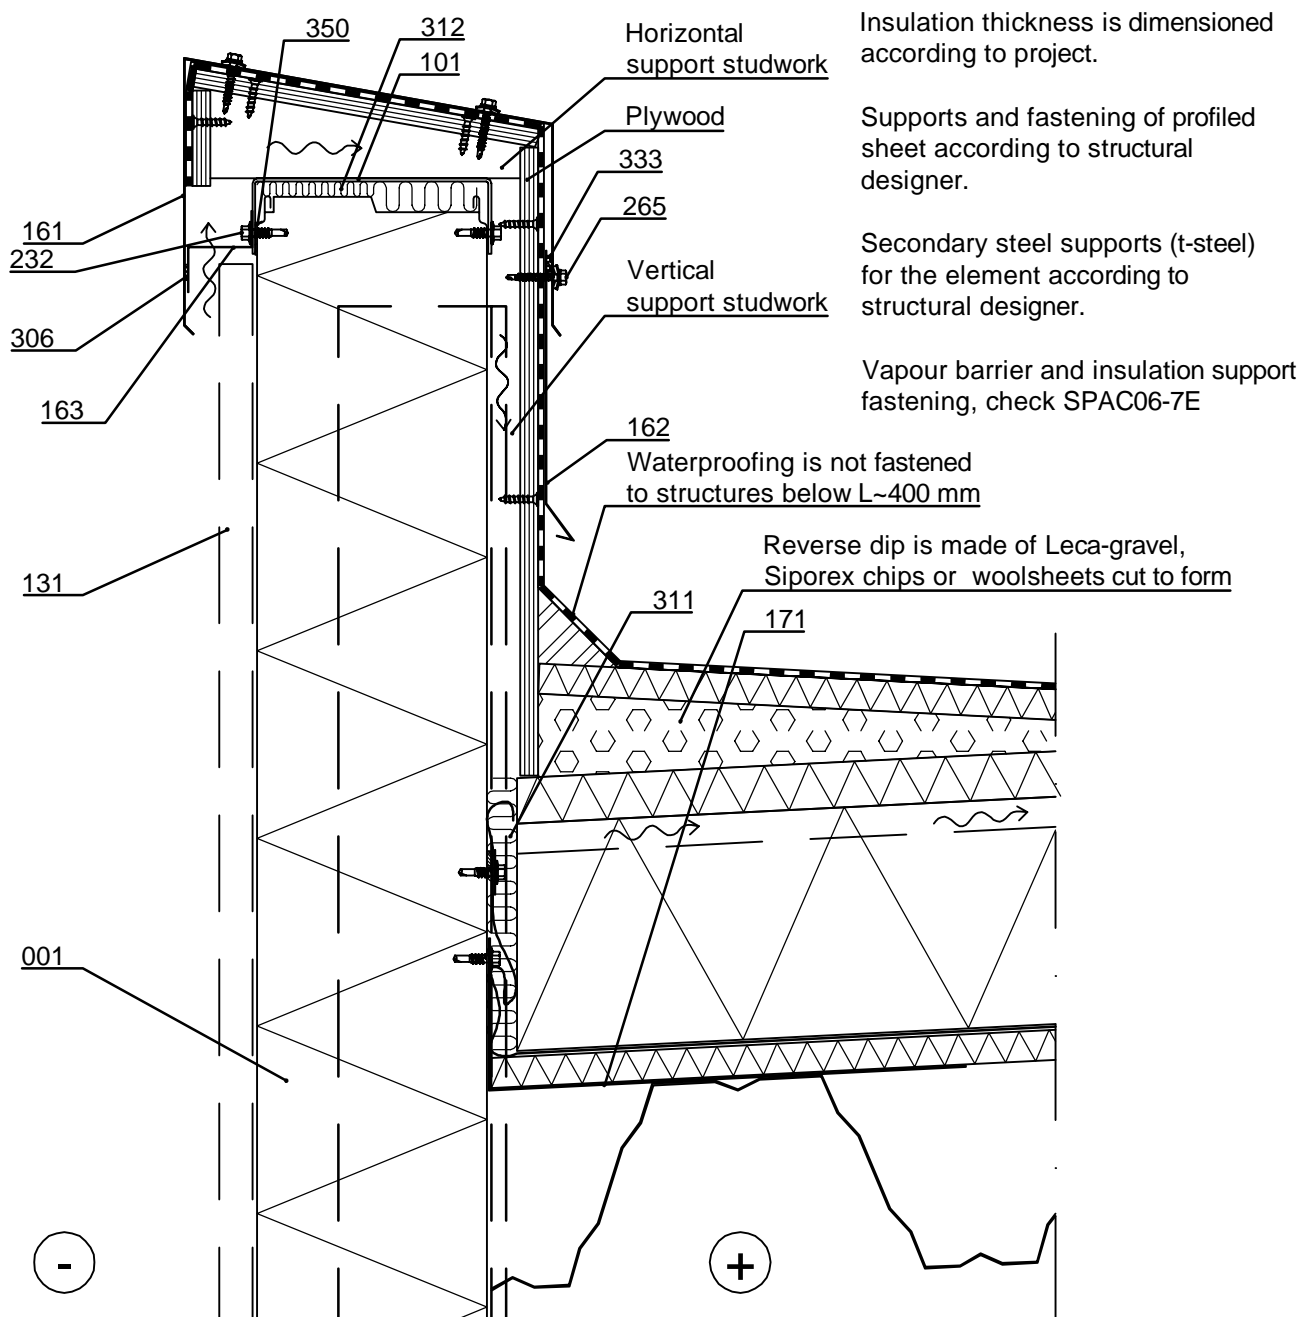 350
312
101
Horizontal
support studwork
Plywood
333
265
161
232
Vertical
support studwork
306
163
162
Waterproofing is not fastened
to structures below L~400 mm
Reverse dip is made of Leca-gravel,
Siporex chips or woolsheets cut to form
131
311
171
001
-
+
Insulation thickness is dimensioned
according to project.
Supports and fastening of profiled
sheet according to structural
designer.
Secondary steel supports (t-steel)
for the element according to
structural designer.
Vapour barrier and insulation support
fastening, check SPAC06-7E